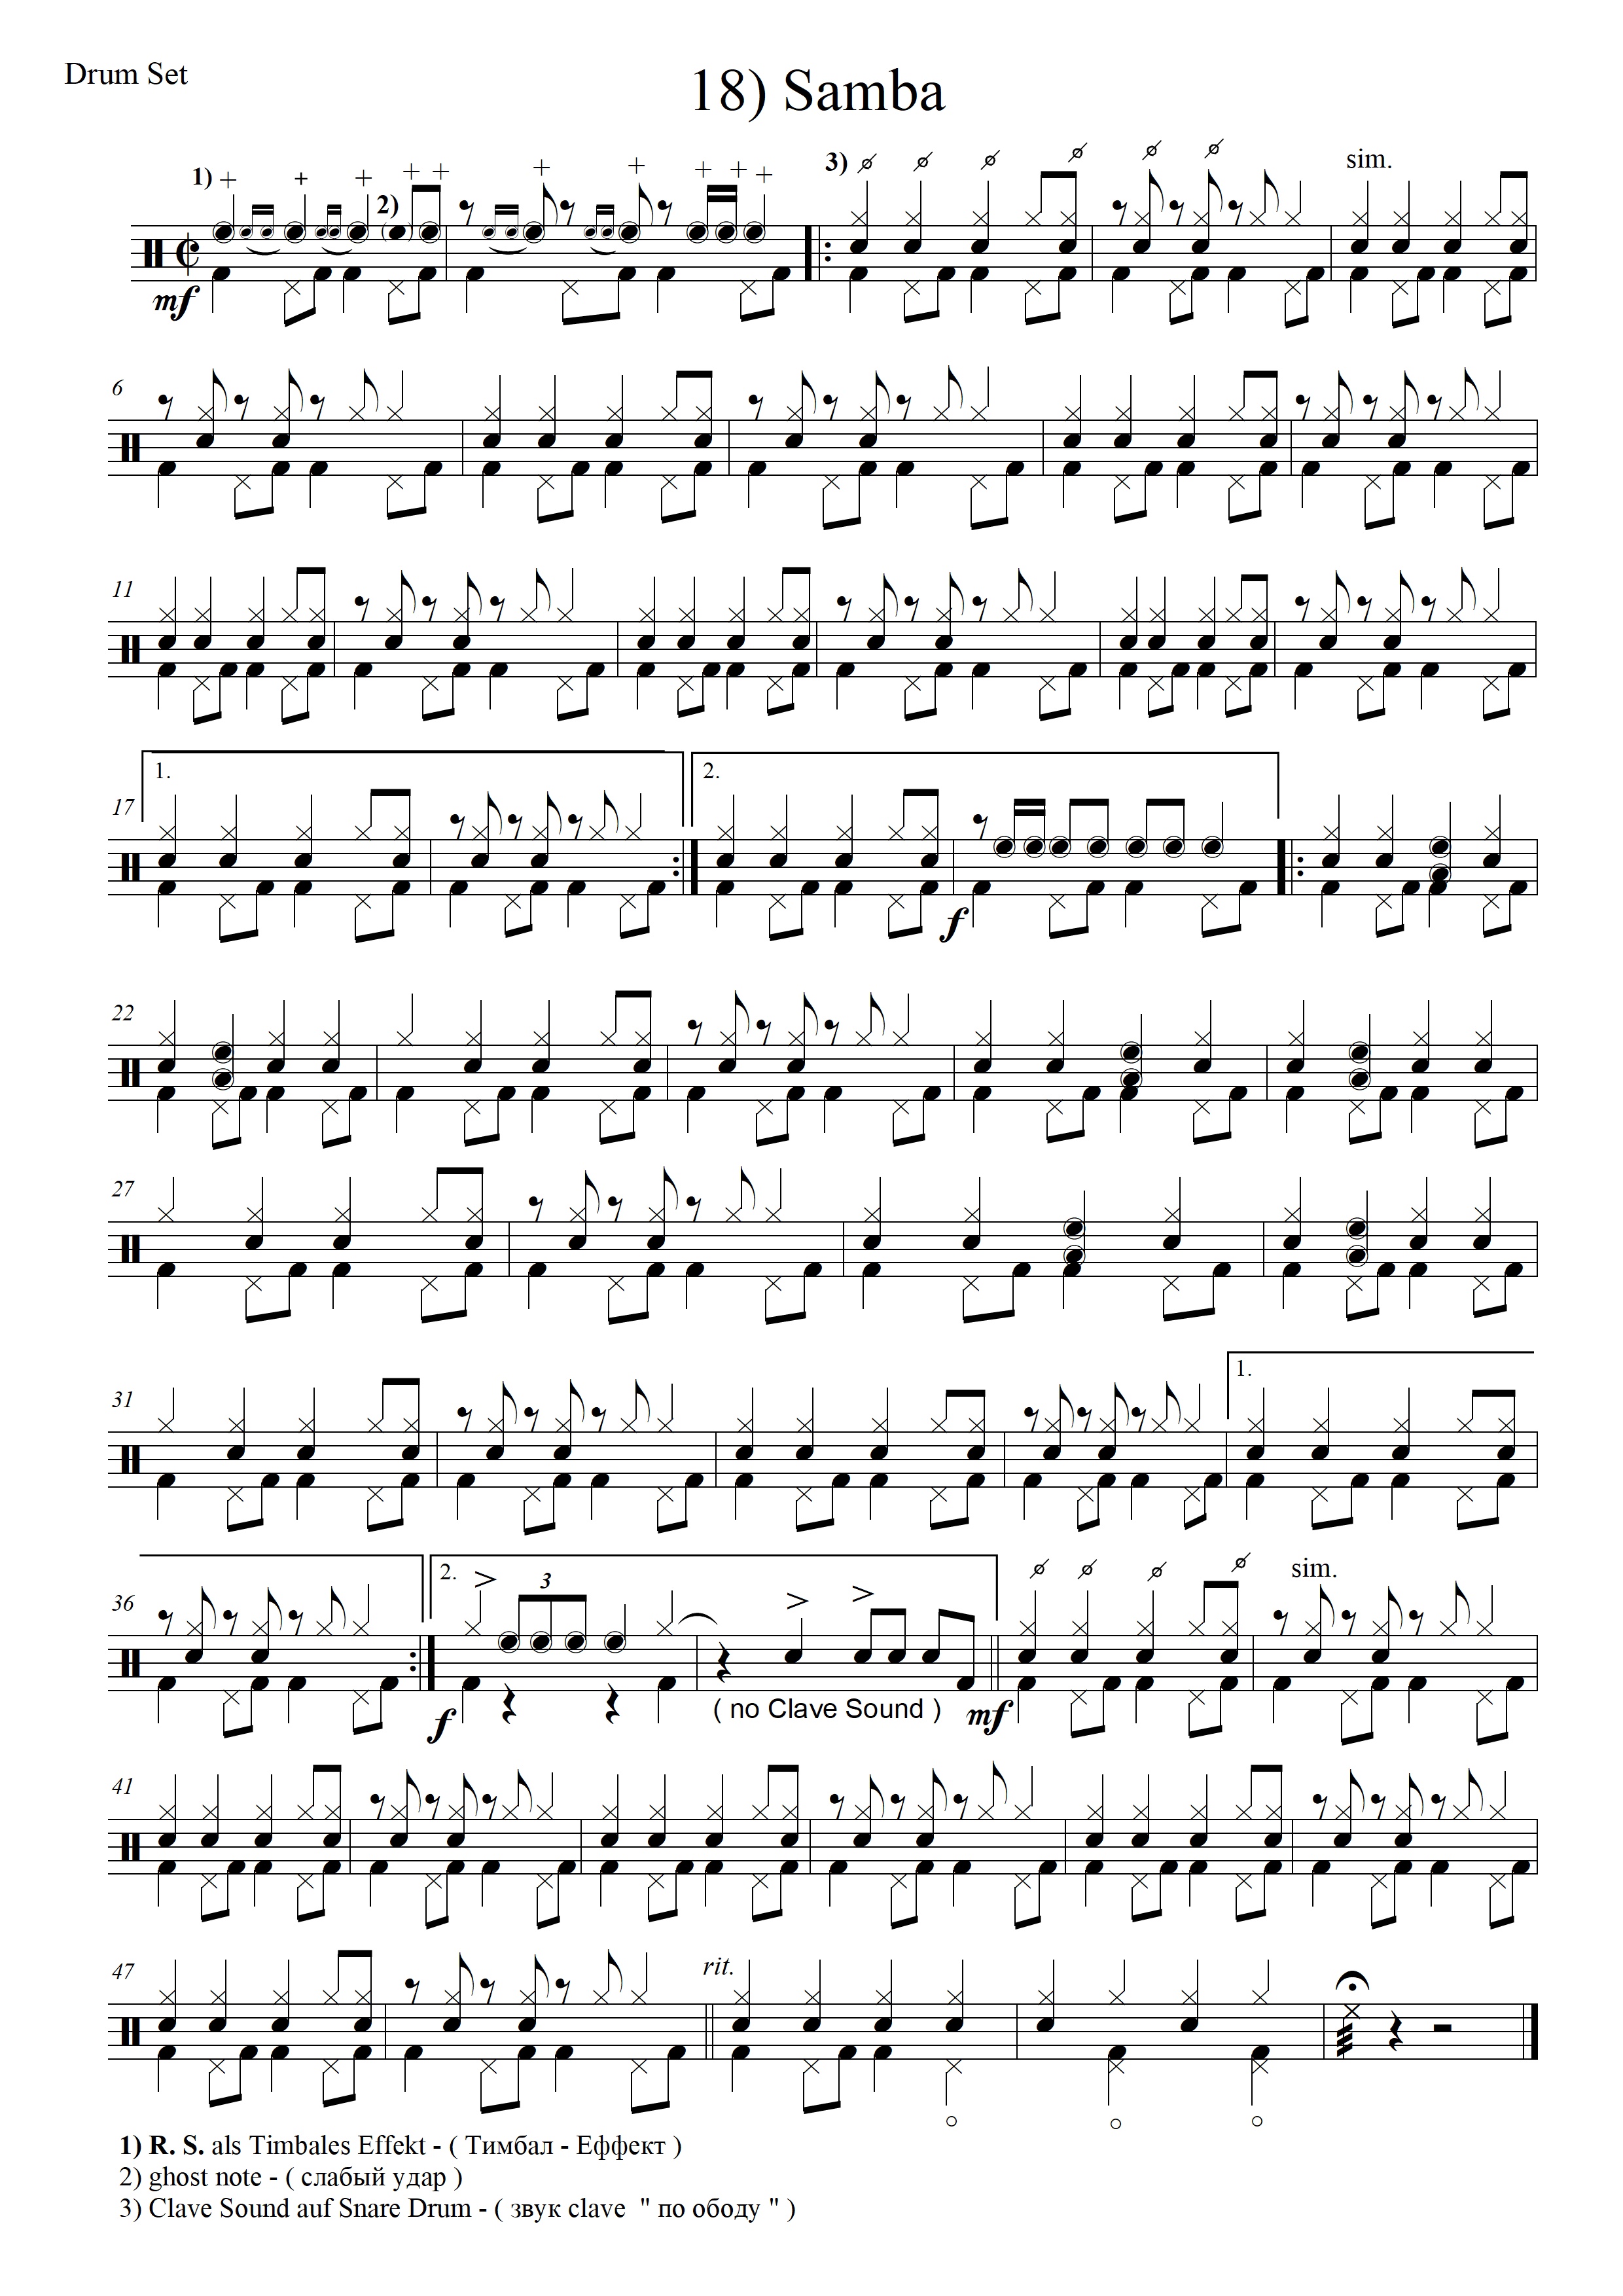 Drum Set
18) Samba
1)
2)
3)
sim.
mf
6
11
1.
2.
17
f
22
27
31
1.
36
2.
3
sim.
f
( no Clave Sound )
mf
41
47
rit.
1) R. S. als Timbales Effekt - ( Тимбал - Еффект )
2) ghost note - ( слабый удар )
3) Clave Sound auf Snare Drum - ( звук clave " по ободу " )